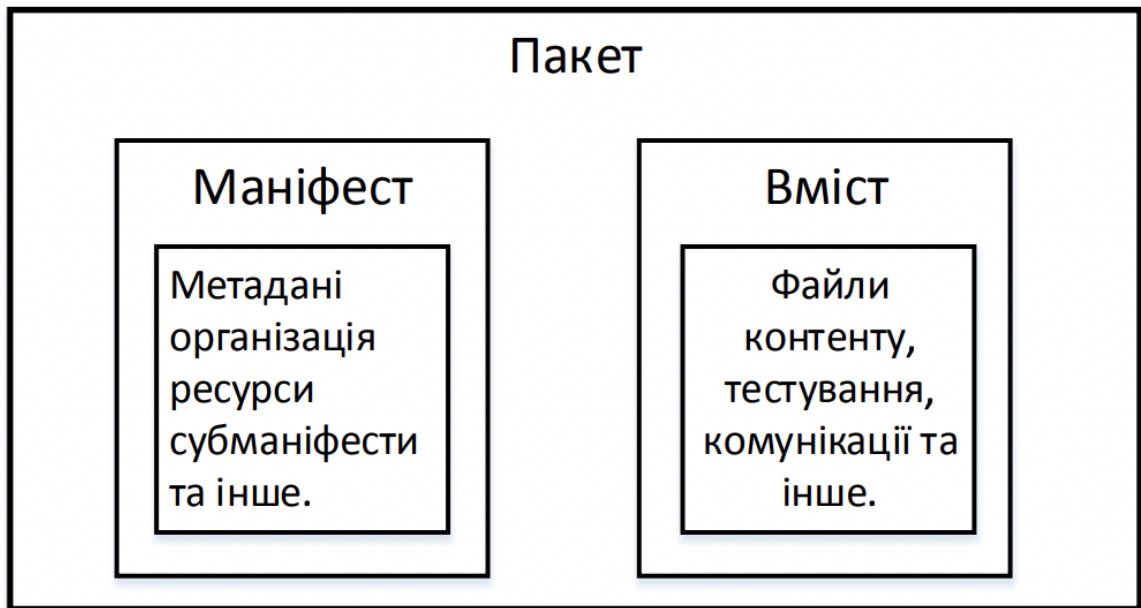 Пакет
Маніфест
Метадані
організація
ресурси
субманіфести
та інше.
Вміст
Файли
контенту,
тестування,
комунікації та
інше.